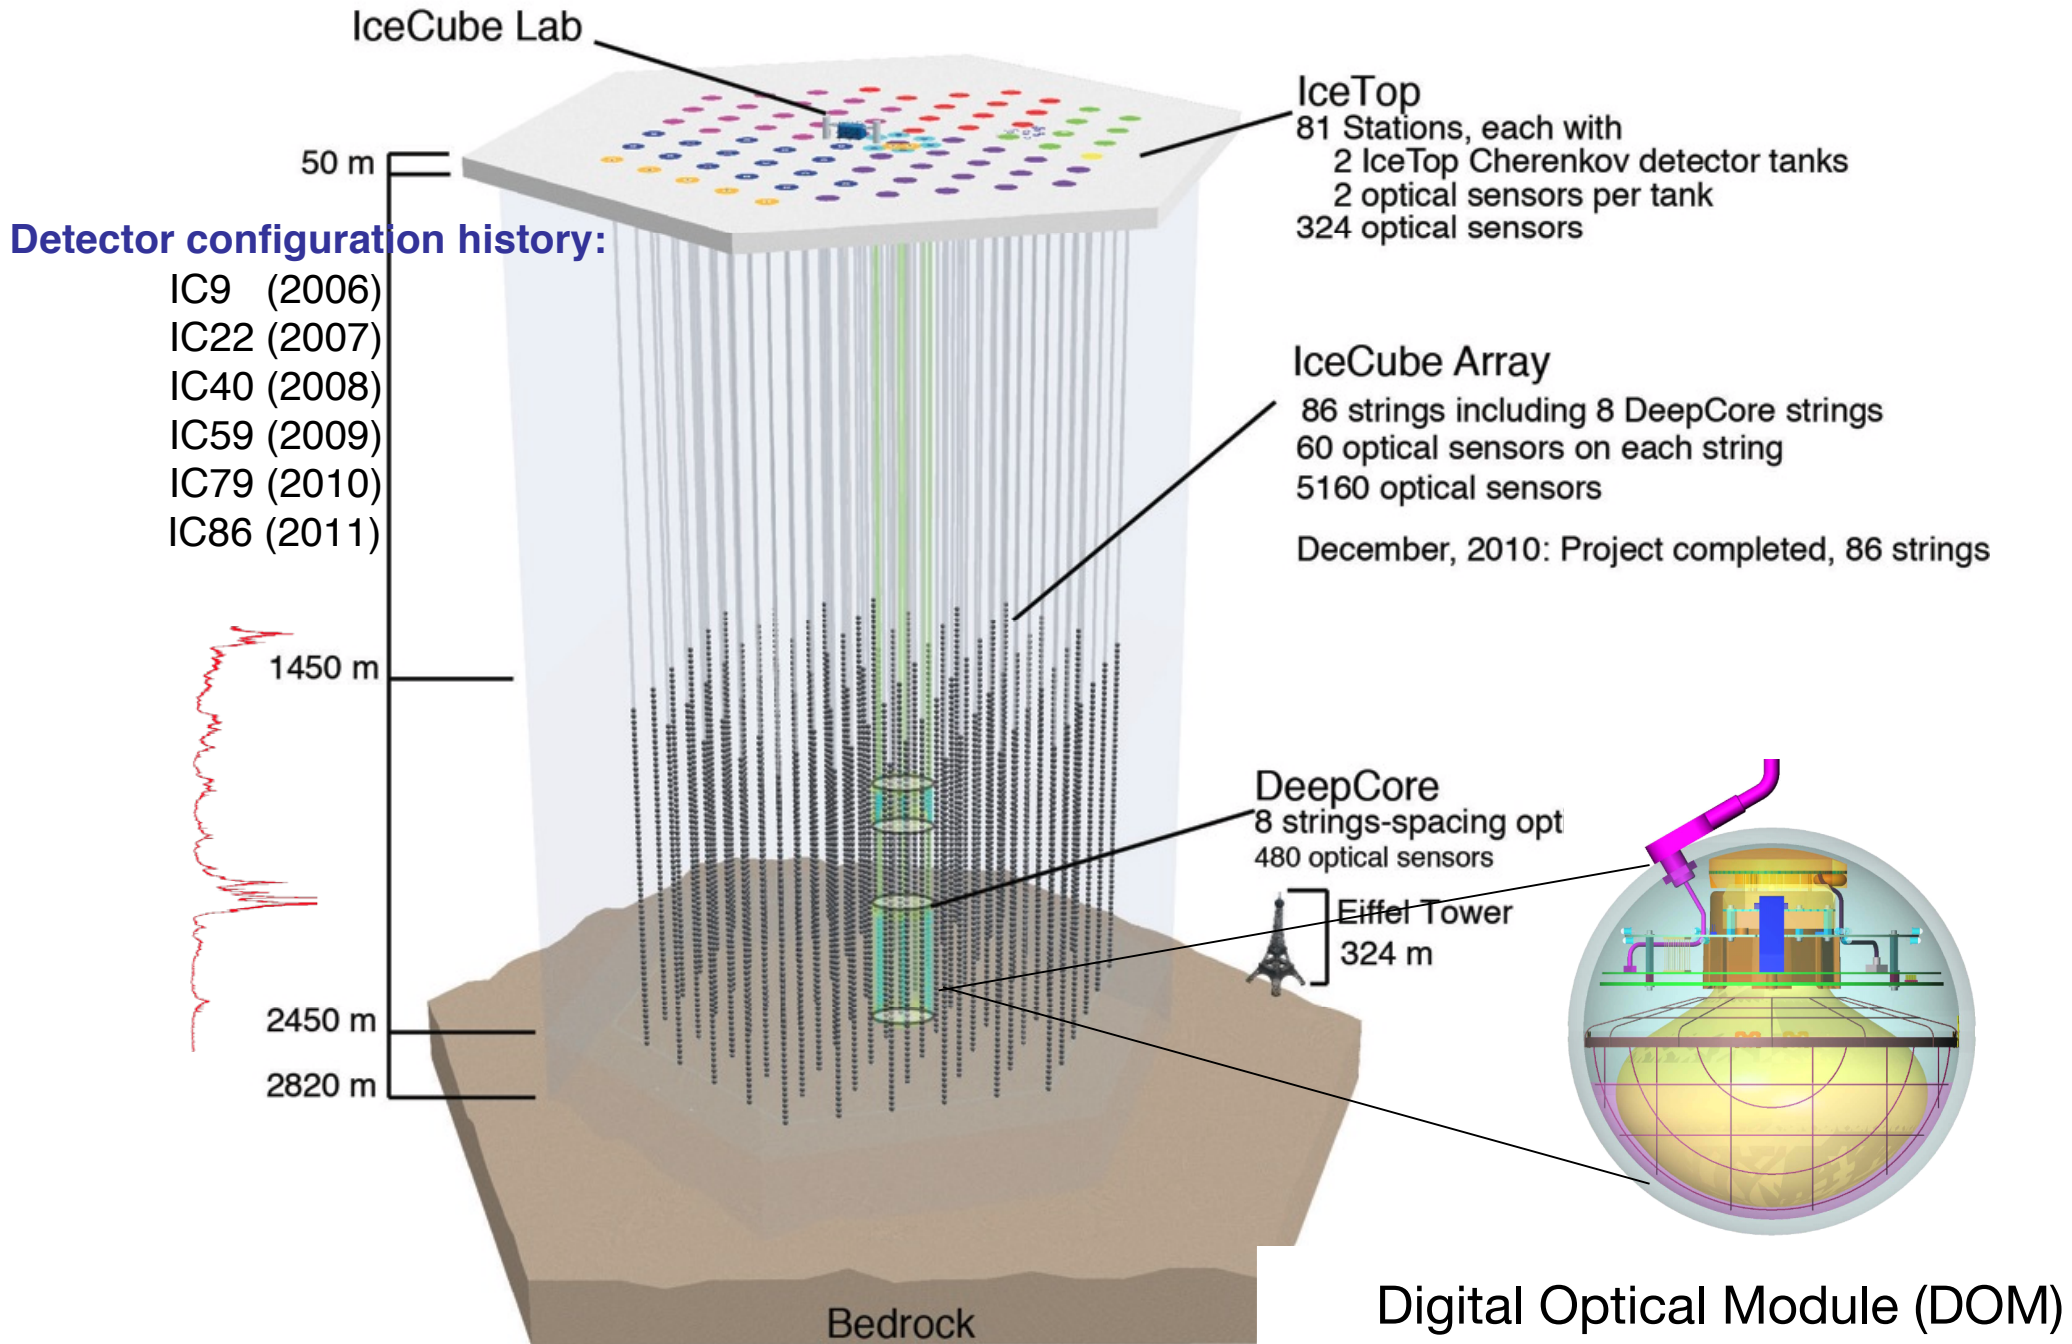 IceCube Lab
IceTop
81 Stations, each with
2 IceTop Cherenkov detector tanks
2 optical sensors per tank
324 optical sensors
50 m
Detector configuration history:
IC9 (2006)
IC22 (2007)
IC40 (2008)
IC59 (2009)
IC79 (2010)
IC86 (2011)
IceCube Array
86 strings including 8 DeepCore strings
60 optical sensors on each string
5160 optical sensors
December, 2010: Project completed, 86 strings
1450 m
DeepCore
8 strings-spacing opti
480 optical sensors
Eiffel Tower
324 m
2450 m
2820 m
Bedrock
Digital Optical Module (DOM)